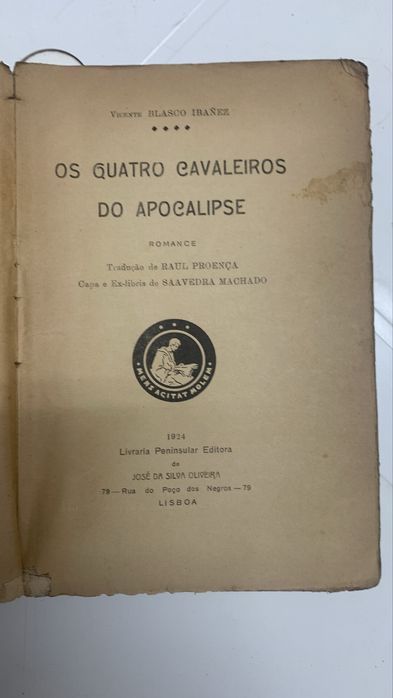 Vicente BLASCO IBAÑEZ
OS QUATRO CAVALEIROS
DO APOCALIPSE
ROMANCE
Tradução de RAUL PROENÇA
Capa e Ex-libris de SAAVEDRA MACHADO
MENS AGITAT MOLEM
1924
Livraria Peninsular Editora
de
JOSÉ DA SILVA OLIVEIRA
79—Rua do Poço dos Negros—79
LISBOA